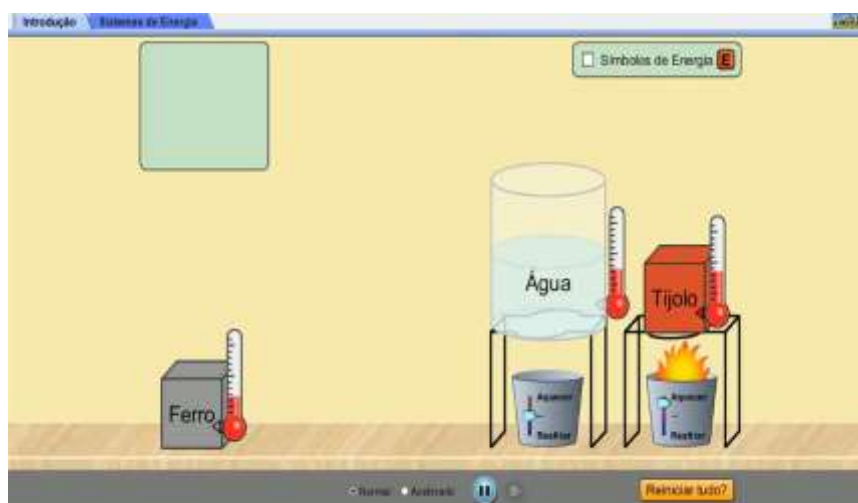 Introdução
Sistemas de Energia
Símbolos de Energia E
Água
Tijolo
Ferro
Aquecer
Resfriar
Aquecer
Resfriar
Normal
Acelerado
Reiniciar tudo?